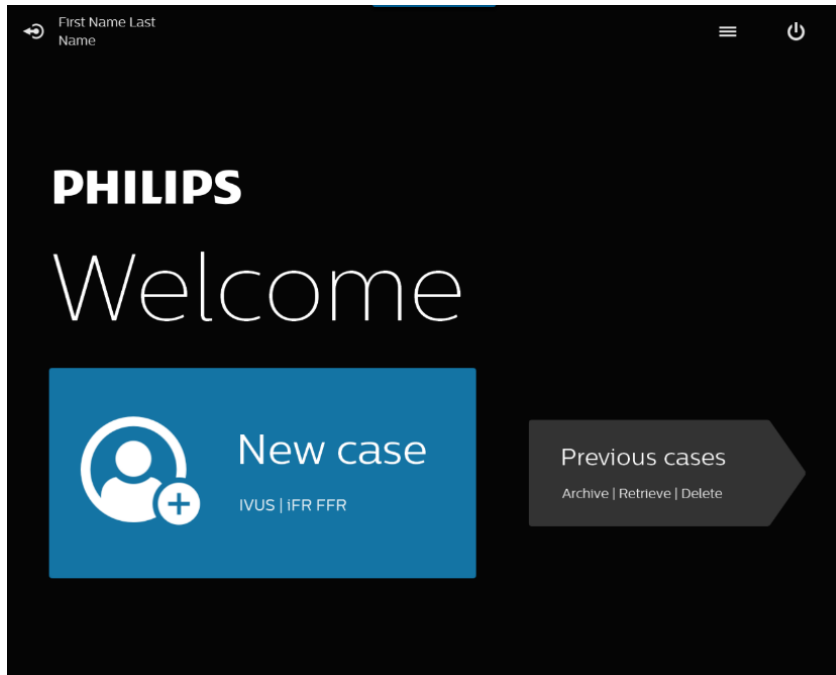 First Name Last
Name
PHILIPS
Welcome
New case
IVUS | iFR FFR
Previous cases
Archive | Retrieve | Delete